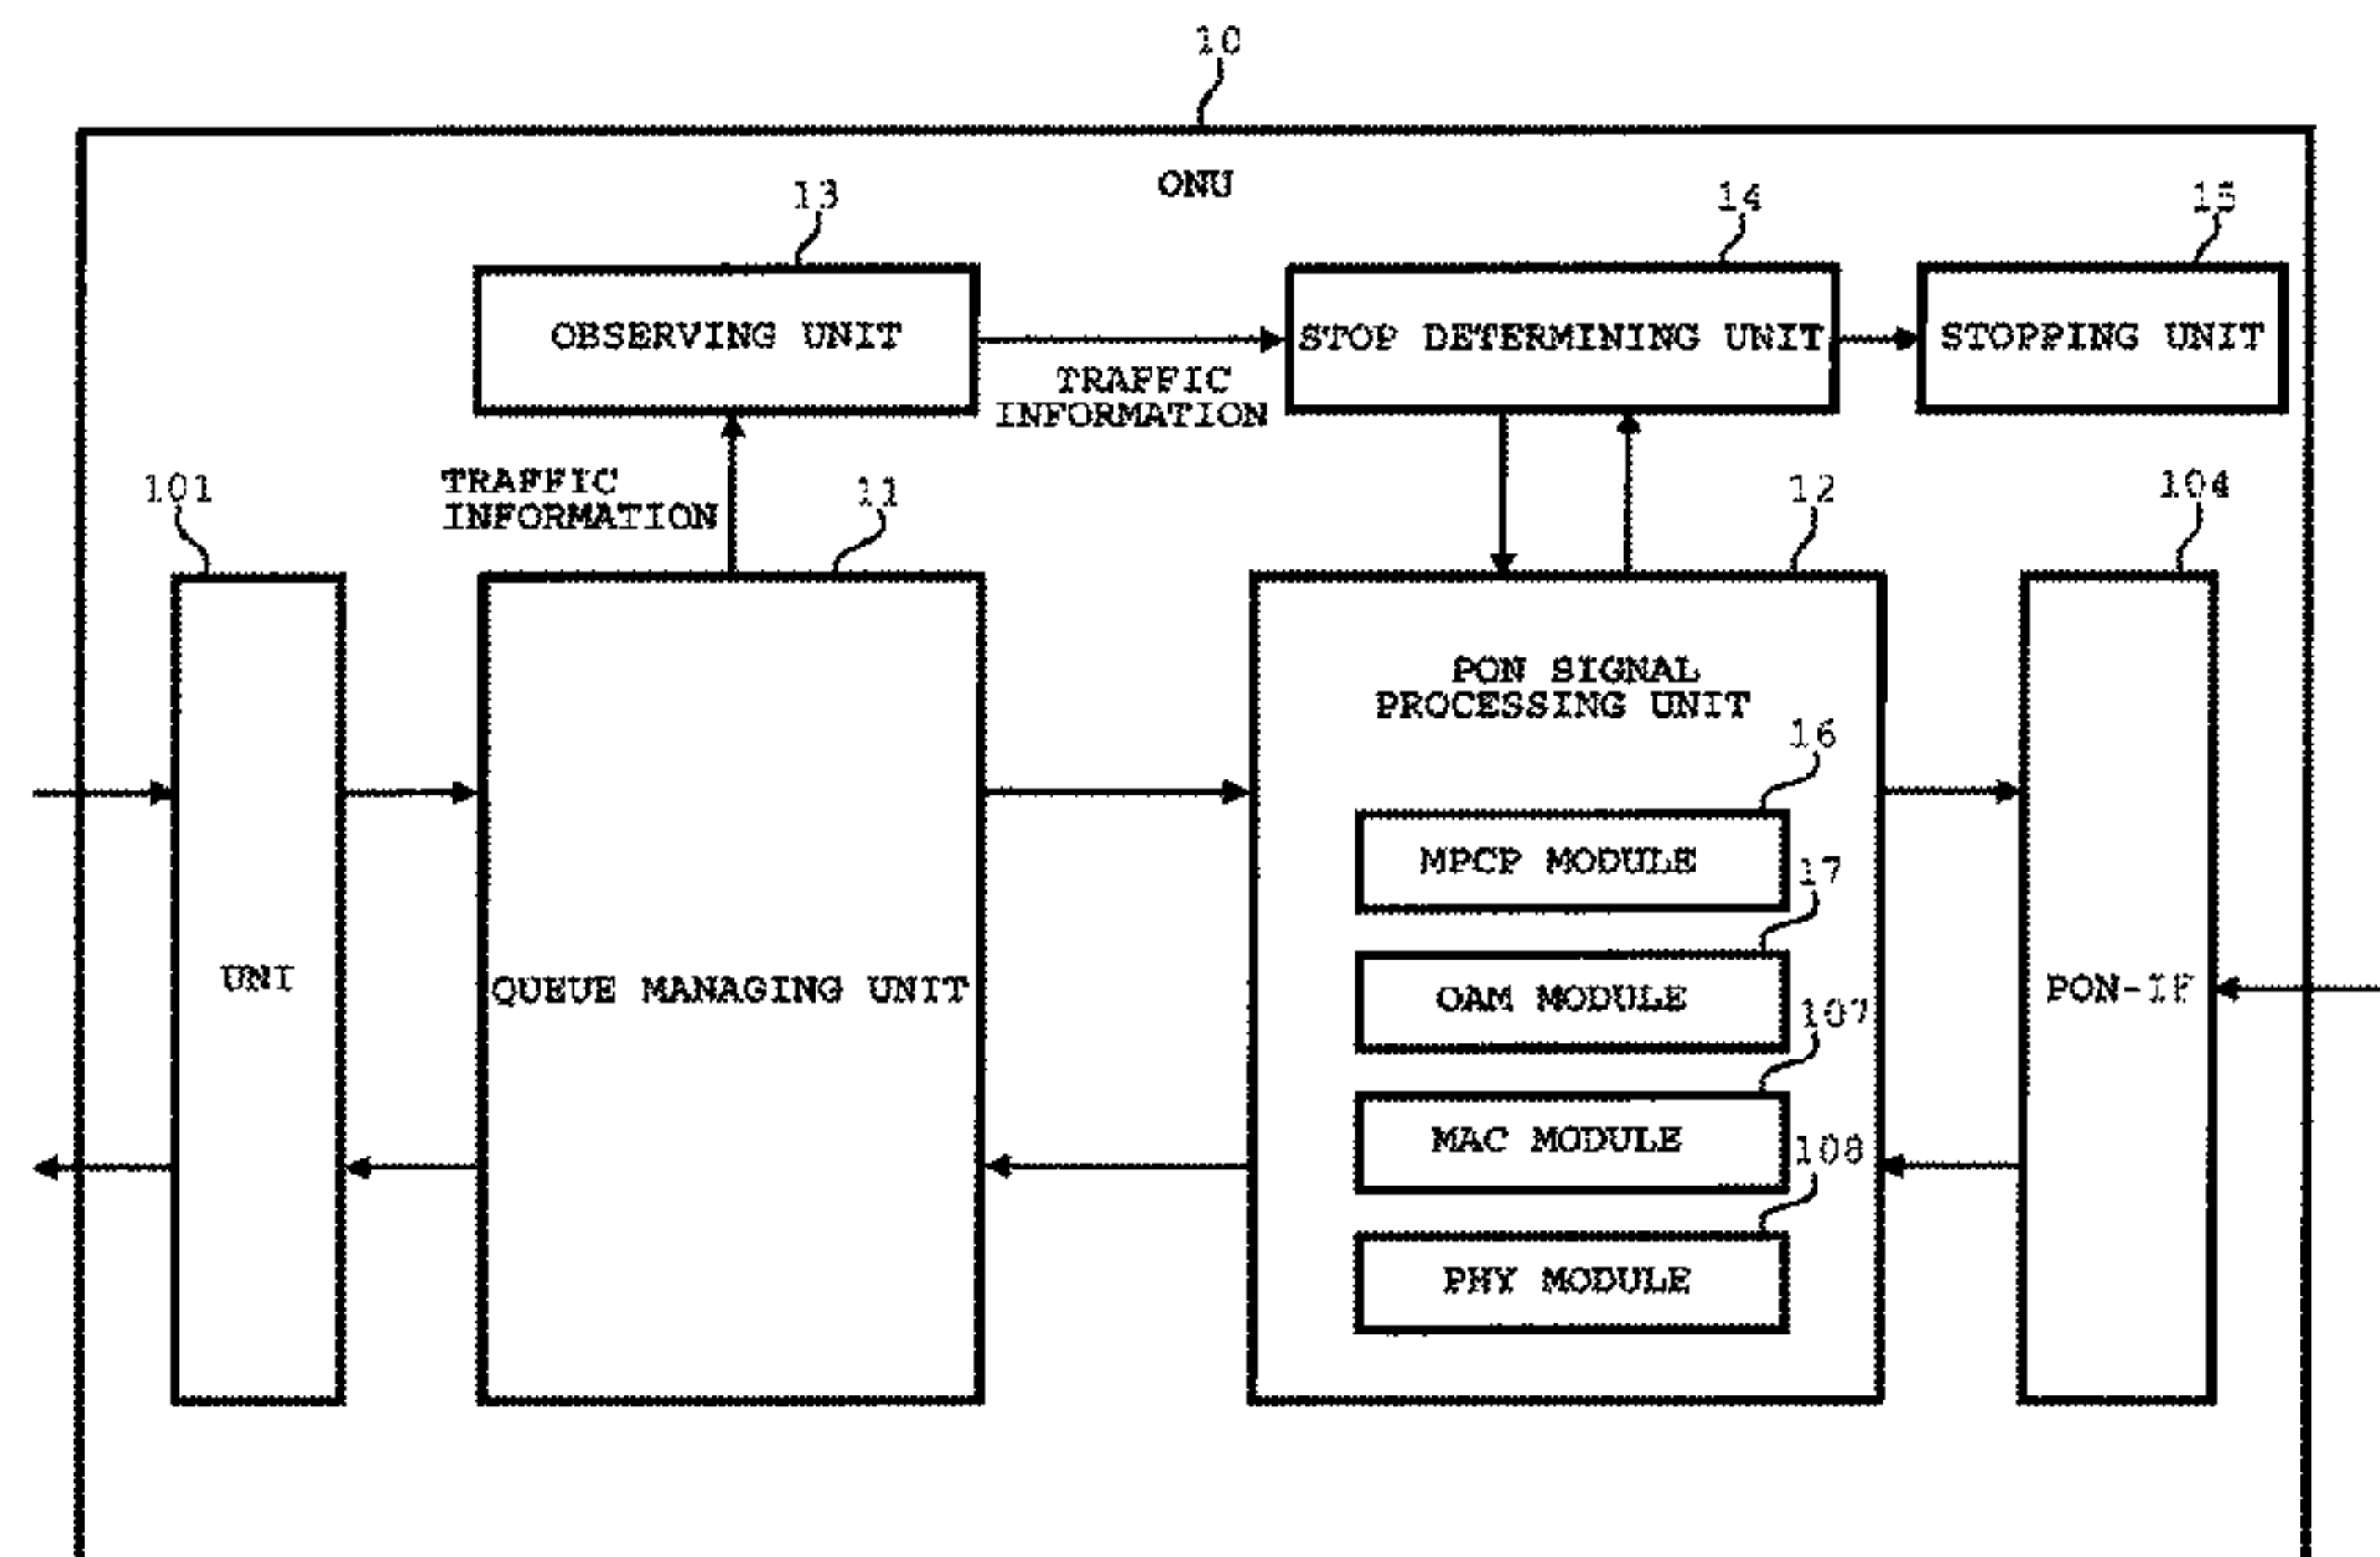 10
ONU
13
14
15
OBSERVING UNIT
STOP DETERMINING UNIT
STOPPING UNIT
TRAFFIC
INFORMATION
TRAFFIC
INFORMATION
101
11
12
104
PON SIGNAL
PROCESSING UNIT
16
MPCP MODULE
17
UNI
QUEUE MANAGING UNIT
OAM MODULE
PON-IF
107
MAC MODULE
108
PHY MODULE